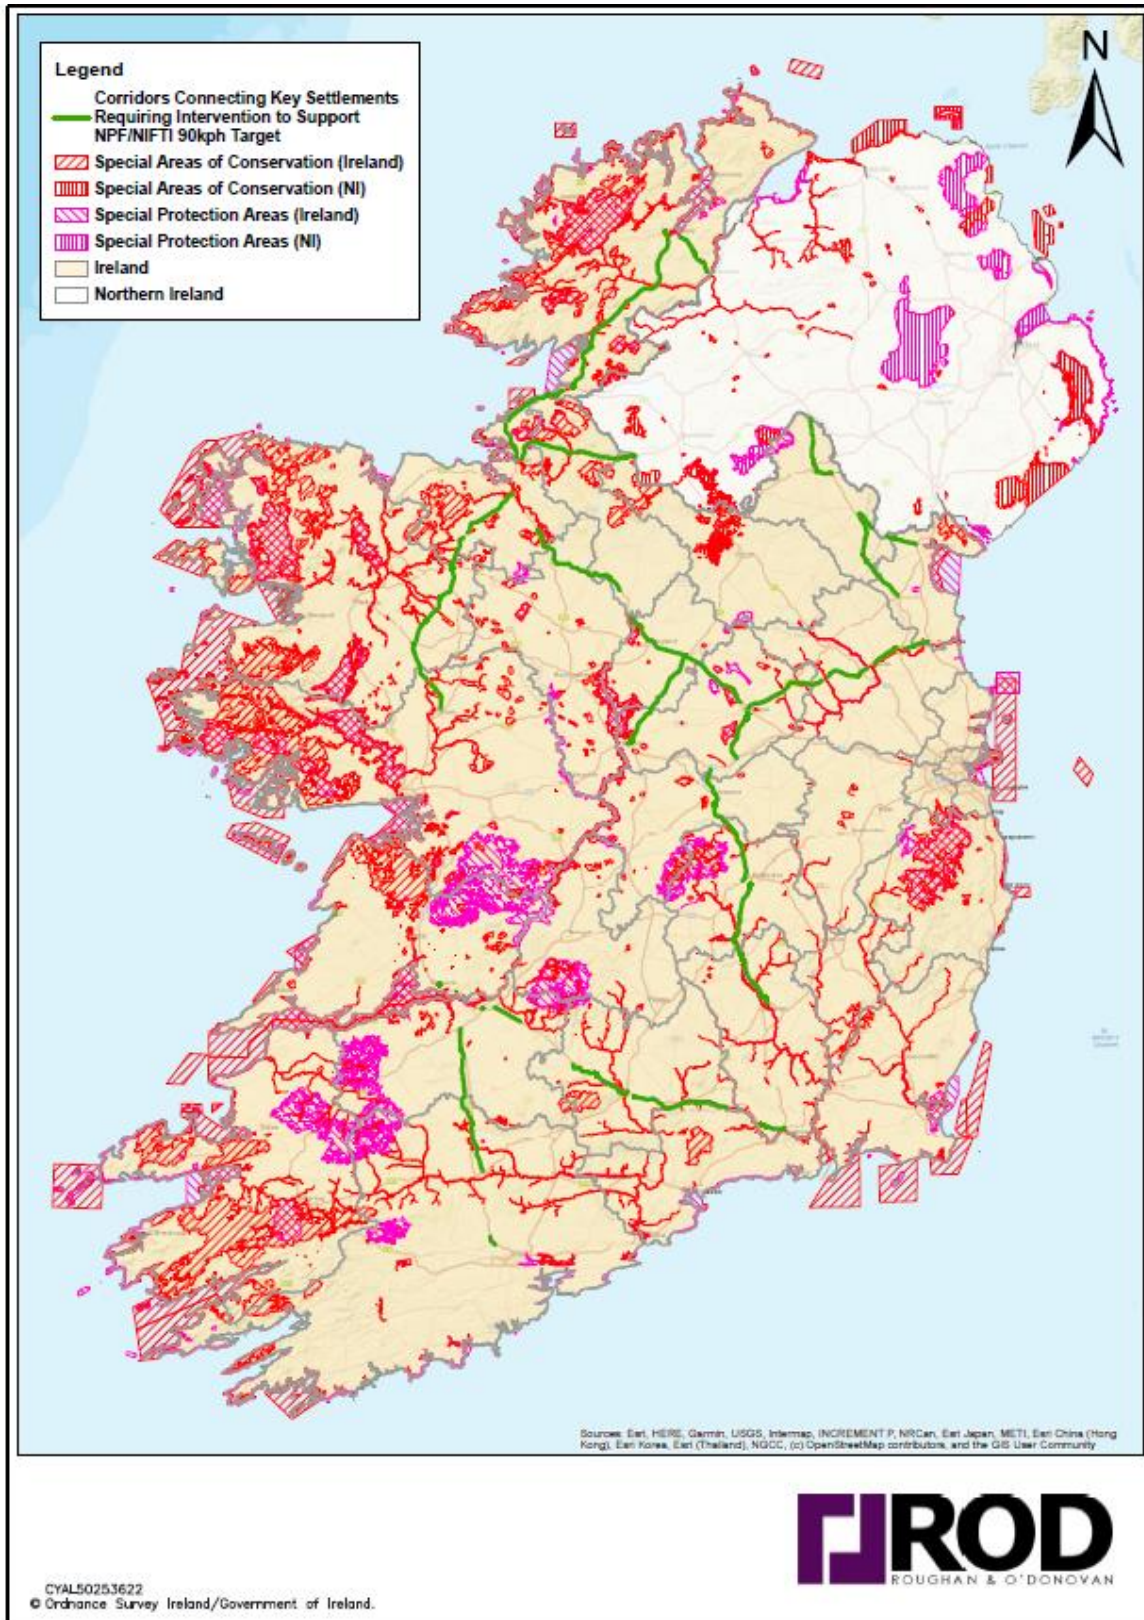 N
Legend
Corridors Connecting Key Settlements
Requiring Intervention to Support
NPF/NIFTI 90kph Target
Special Areas of Conservation (Ireland)
Special Areas of Conservation (NI)
Special Protection Areas (Ireland)
Special Protection Areas (NI)
Ireland
Northern Ireland
Sources: Esri, HERE, Garmin, USGS, Intermap, INCREMENT P, NRCan, Esri Japan, METI, Esri China (Hong
Kong), Esri Korea, Esri (Thailand), NGCC, (c) OpenStreetMap contributors, and the GIS User Community
ROD
ROUGHAN & O'DONOVAN
CYAL50253622
© Ordnance Survey Ireland/Government of Ireland.